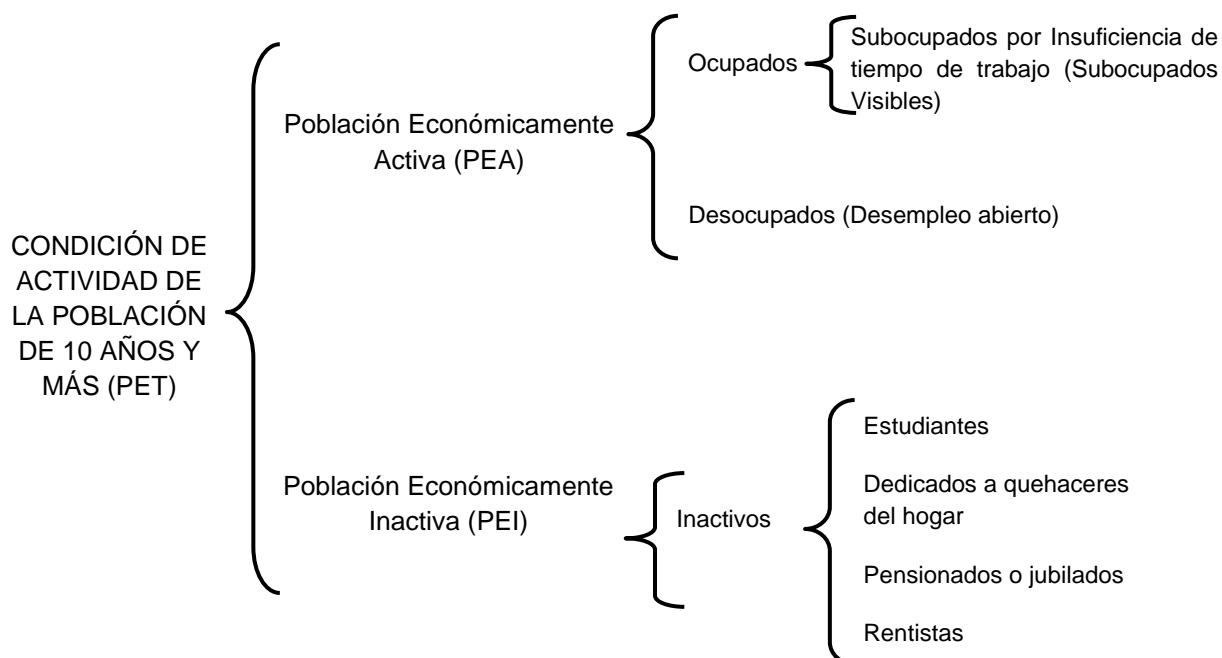 CONDICIÓN DE
ACTIVIDAD DE
LA POBLACIÓN
DE 10 AÑOS Y
MÁS (PET)
Población Económicamente
Activa (PEA)
Ocupados
Subocupados por Insuficiencia de
tiempo de trabajo (Subocupados
Visibles)
Desocupados (Desempleo abierto)
Población Económicamente
Inactiva (PEI)
Inactivos
Estudiantes
Dedicados a quehaceres
del hogar
Pensionados o jubilados
Rentistas